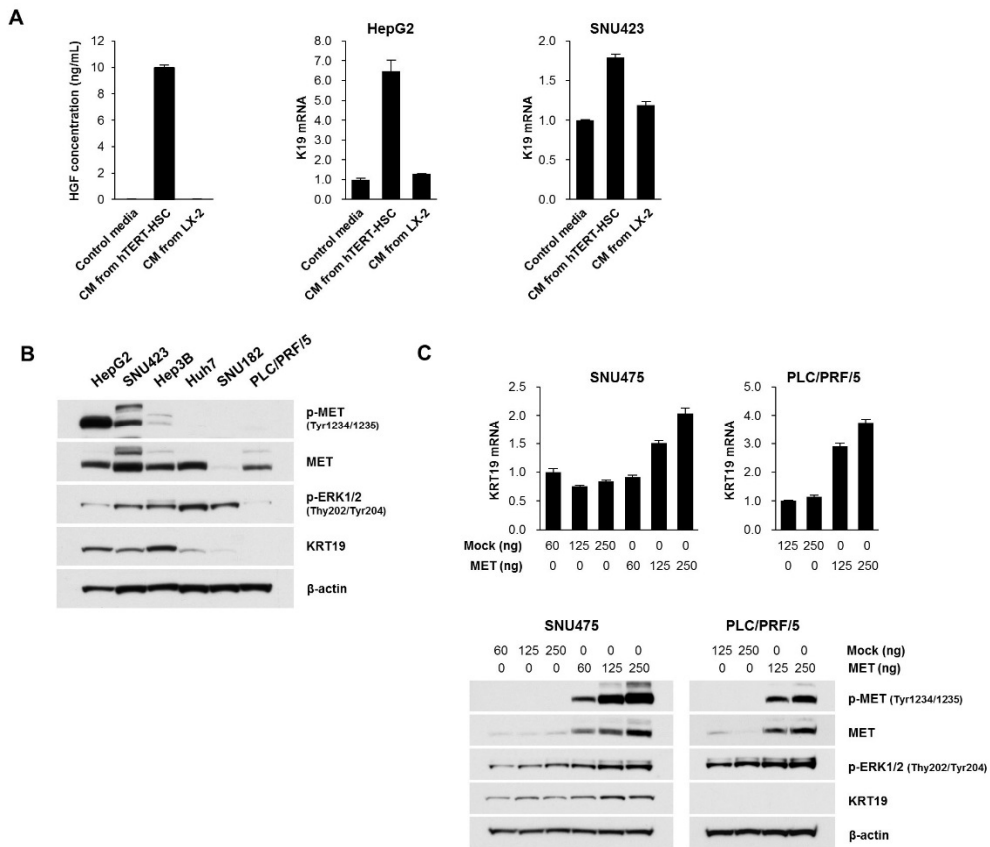 A
HGF concentration (ng/mL)
12
10
8
6
4
2
0
Control media
CM from hTERT-HSC
CM from LX-2
HepG2
K19 mRNA
8.0
7.0
6.0
5.0
4.0
3.0
2.0
1.0
0.0
Control media
CM from hTERT-HSC
CM from LX-2
SNU423
K19 mRNA
2.0
1.5
1.0
0.5
0.0
Control media
CM from hTERT-HSC
CM from LX-2
B
HepG2
SNU423
Hep3B
Huh7
SNU182
PLC/PRF/5
p-MET
(Tyr1234/1235)
MET
p-ERK1/2
(Thy202/Tyr204)
KRT19
β-actin
C
SNU475
KRT19 mRNA
2.5
2.0
1.5
1.0
0.5
0.0
Mock (ng) 60 125 250 0 0 0
MET (ng) 0 0 0 60 125 250
PLC/PRF/5
KRT19 mRNA
4.0
3.0
2.0
1.0
0.0
125 250 0 0
0 0 125 250
SNU475 PLC/PRF/5
60 125 250 0 0 0 125 250 0 0 Mock (ng)
0 0 0 60 125 250 0 0 125 250 MET (ng)
p-MET (Tyr1234/1235)
MET
p-ERK1/2 (Thy202/Tyr204)
KRT19
β-actin